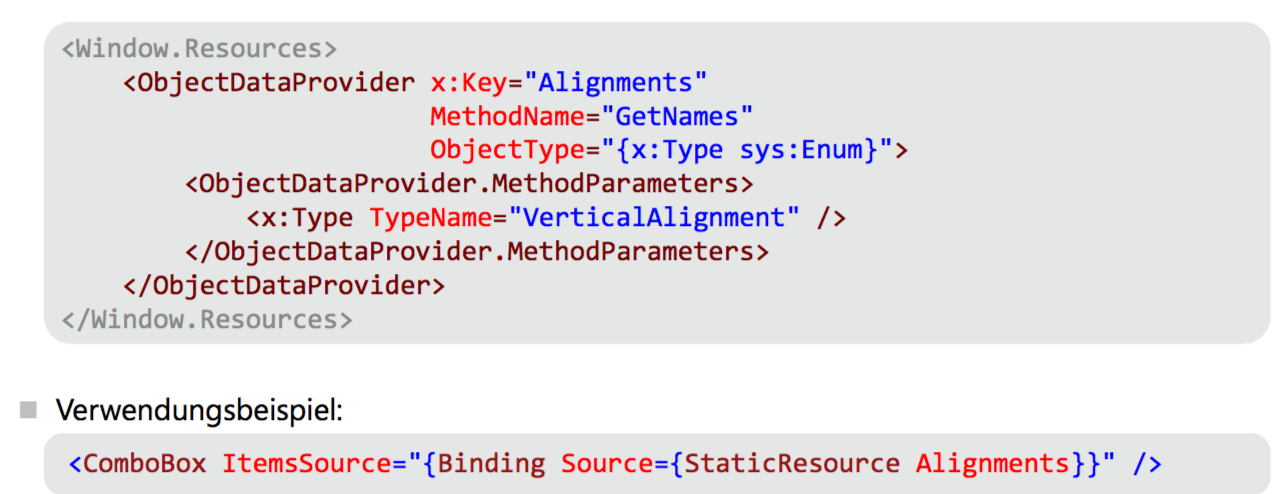 <Window.Resources>
    <ObjectDataProvider x:Key="Alignments"
                        MethodName="GetNames"
                        ObjectType="{x:Type sys:Enum}">
        <ObjectDataProvider.MethodParameters>
            <x:Type TypeName="VerticalAlignment" />
        </ObjectDataProvider.MethodParameters>
    </ObjectDataProvider>
</Window.Resources>
Verwendungsbeispiel:
<ComboBox ItemsSource="{Binding Source={StaticResource Alignments}}" />